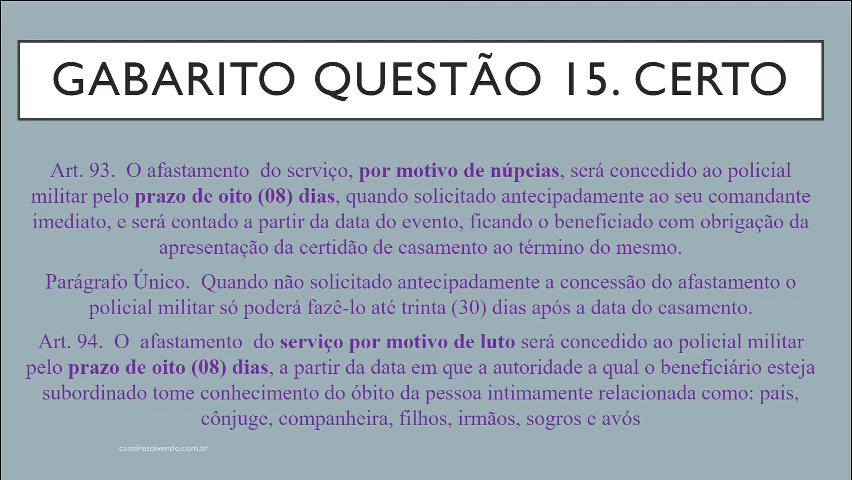 GABARITO QUESTÃO 15. CERTO
Art. 93. O afastamento do serviço, por motivo de núpcias, será concedido ao policial
militar pelo prazo de oito (08) dias, quando solicitado antecipadamente ao seu comandante
imediato, e será contado a partir da data do evento, ficando o beneficiado com obrigação da
apresentação da certidão de casamento ao término do mesmo.
Parágrafo Único. Quando não solicitado antecipadamente a concessão do afastamento o
policial militar só poderá fazê-lo até trinta (30) dias após a data do casamento.
Art. 94. O afastamento do serviço por motivo de luto será concedido ao policial militar
pelo prazo de oito (08) dias, a partir da data em que a autoridade a qual o beneficiário esteja
subordinado tome conhecimento do óbito da pessoa intimamente relacionada como: pais,
cônjuge, companheira, filhos, irmãos, sogros e avós
canalresolvendo.com.br